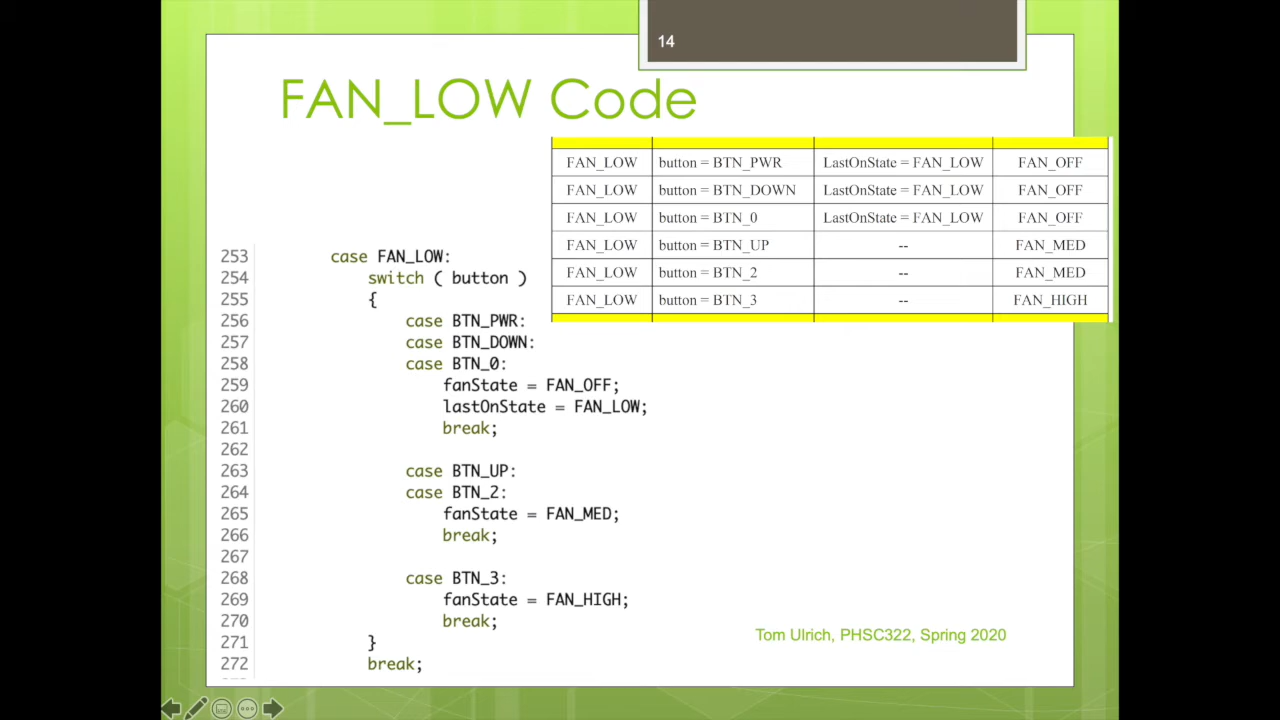 14
FAN_LOW Code
FAN_LOW button = BTN_PWR LastOnState = FAN_LOW FAN_OFF
FAN_LOW button = BTN_DOWN LastOnState = FAN_LOW FAN_OFF
FAN_LOW button = BTN_0 LastOnState = FAN_LOW FAN_OFF
FAN_LOW button = BTN_UP -- FAN_MED
FAN_LOW button = BTN_2 -- FAN_MED
FAN_LOW button = BTN_3 -- FAN_HIGH
253 case FAN_LOW:
254 switch ( button )
255 {
256 case BTN_PWR:
257 case BTN_DOWN:
258 case BTN_0:
259 fanState = FAN_OFF;
260 lastOnState = FAN_LOW;
261 break;
262
263 case BTN_UP:
264 case BTN_2:
265 fanState = FAN_MED;
266 break;
267
268 case BTN_3:
269 fanState = FAN_HIGH;
270 break;
271 }
272 break;
Tom Ulrich, PHSC322, Spring 2020